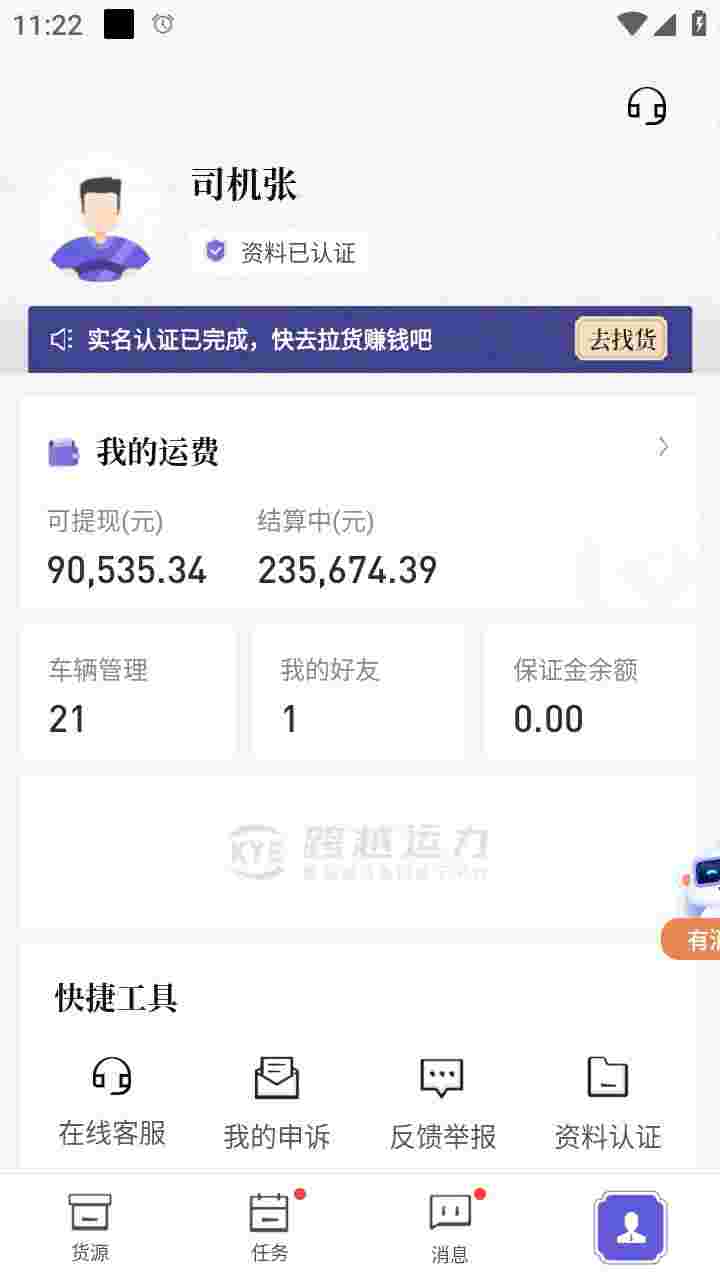 11:22
司机张
资料已认证
实名认证已完成，快去拉货赚钱吧 去找货
我的运费
可提现(元) 结算中(元)
90,535.34 235,674.39
车辆管理 我的好友 保证金余额
21 1 0.00
KYE 跨越运力
有
快捷工具
在线客服 我的申诉 反馈举报 资料认证
货源 任务 消息